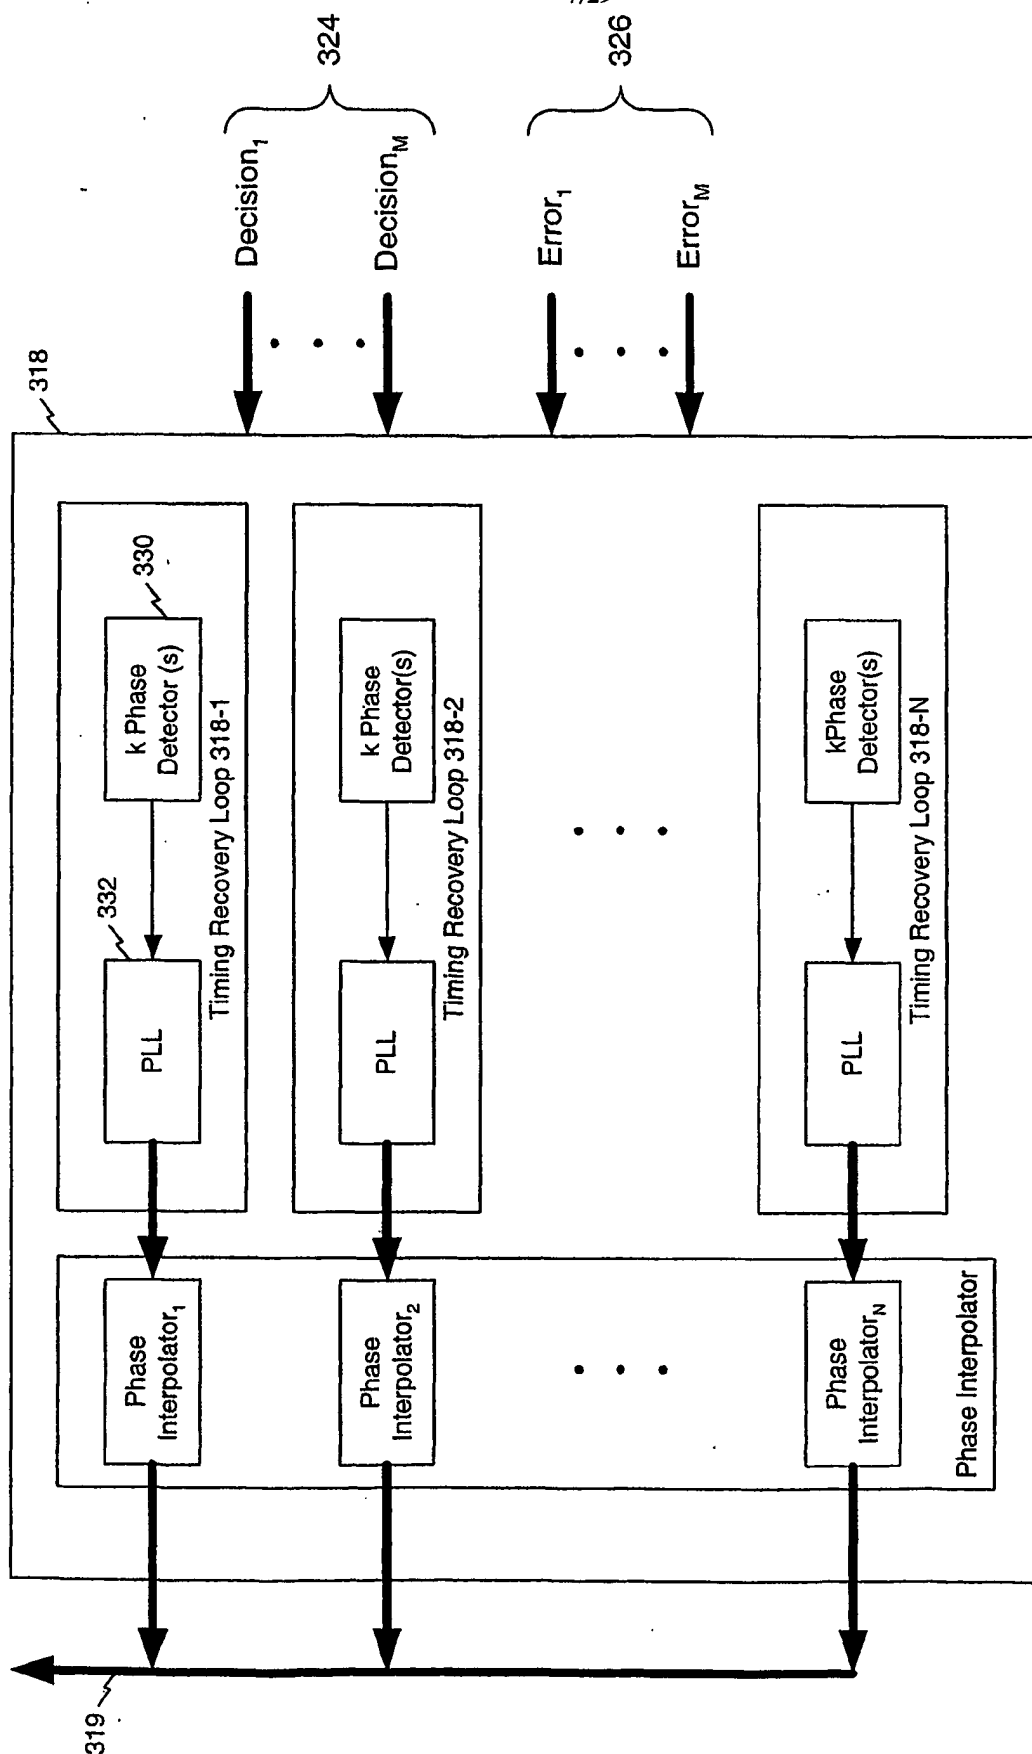 318
k Phase
Detector (s)
330
332
PLL
Timing Recovery Loop 318-1
Phase
Interpolator1
k Phase
Detector(s)
PLL
Timing Recovery Loop 318-2
Phase
Interpolator2
kPhase
Detector(s)
PLL
Timing Recovery Loop 318-N
Phase
InterpolatorN
Phase Interpolator
319
Decision1
DecisionM
324
Error1
ErrorM
326